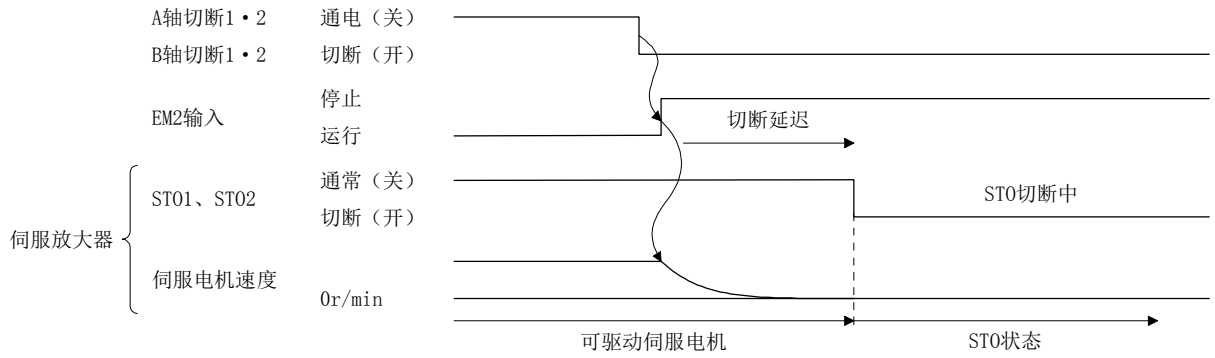 A轴切断1・2 通电（关）
B轴切断1・2 切断（开）
停止
EM2输入
运行
切断延迟
通常（关）
STO1、STO2
切断（开）
STO切断中
伺服放大器
伺服电机速度
0r/min
可驱动伺服电机 STO状态